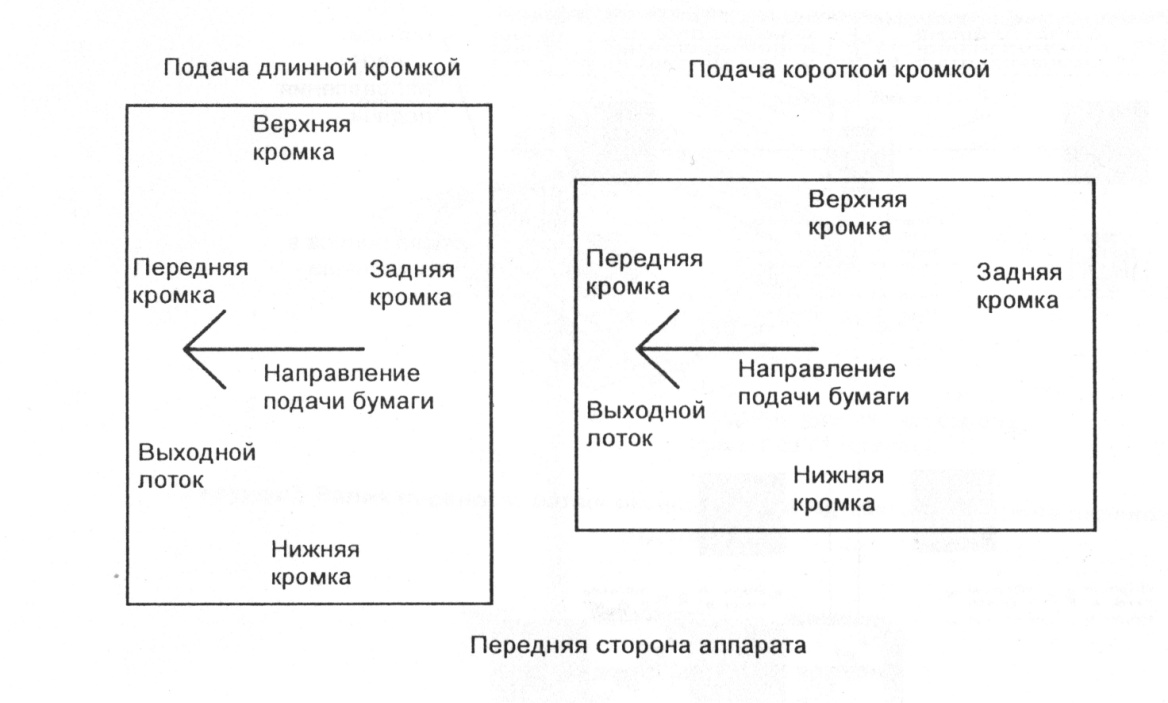 Подача длинной кромкой
Верхняя
кромка
Передняя
кромка
Задняя
кромка
Направление
подачи бумаги
Выходной
лоток
Нижняя
кромка
Подача короткой кромкой
Верхняя
кромка
Передняя
кромка
Задняя
кромка
Направление
подачи бумаги
Выходной
лоток
Нижняя
кромка
Передняя сторона аппарата